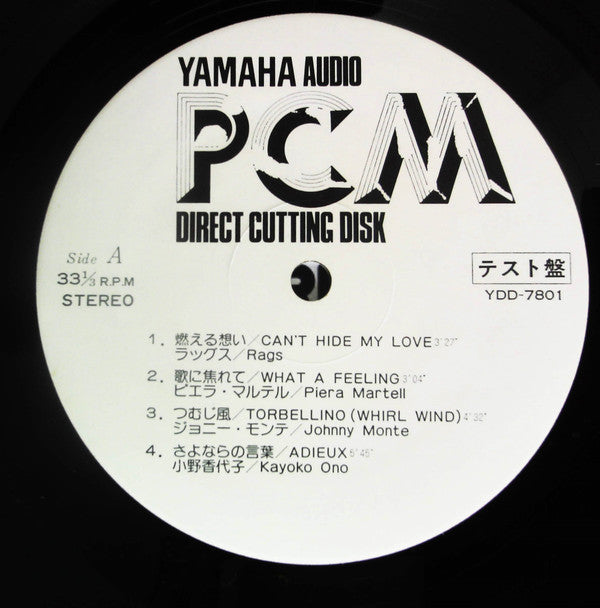 YAMAHA AUDIO
PCM
DIRECT CUTTING DISK
Side A
33⅓ R.P.M
STEREO
テスト盤
YDD-7801
1. 燃える想い/CAN'T HIDE MY LOVE 3'27"
ラッグス/Rags
2. 歌に焦れて/WHAT A FEELING 3'04"
ピエラ・マルテル/Piera Martell
3. つむじ風/TORBELLINO (WHIRL WIND) 4'32"
ジョニー・モンテ/Johnny Monte
4. さよならの言葉/ADIEUX 5'45"
小野香代子/Kayoko Ono